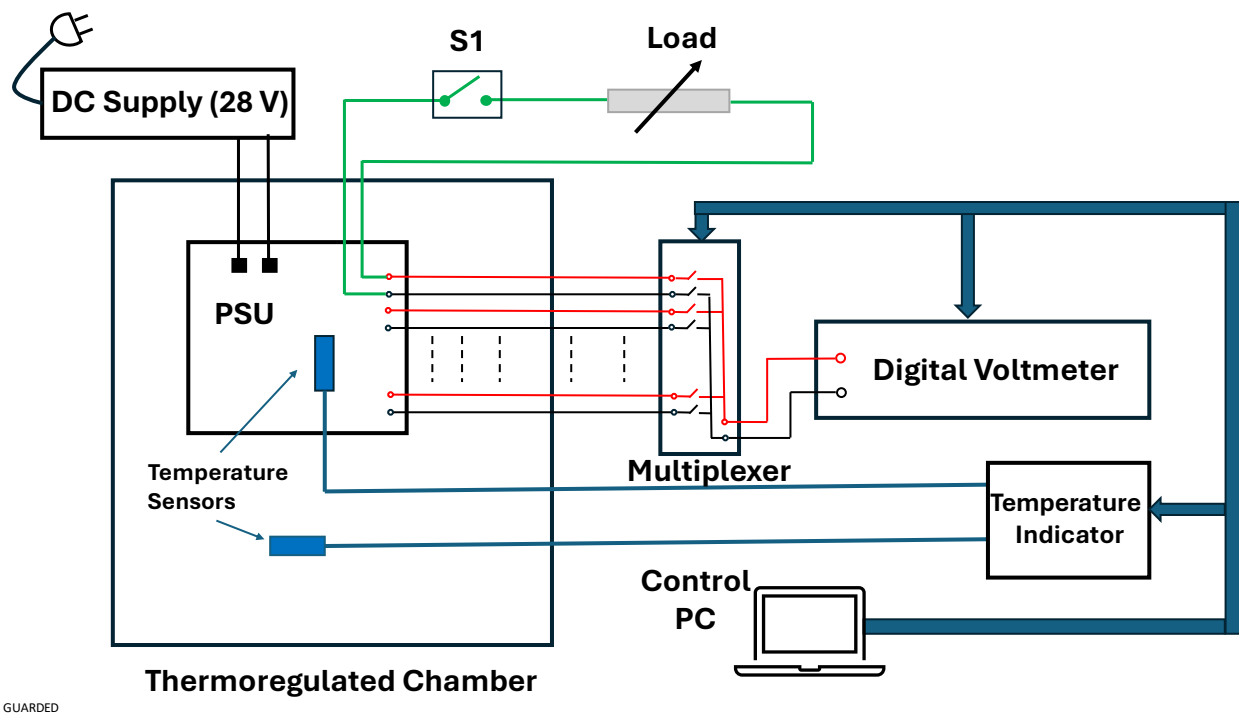 S1
Load
DC Supply (28 V)
PSU
Digital Voltmeter
Multiplexer
Temperature
Sensors
Temperature
Indicator
Control
PC
Thermoregulated Chamber
GUARDED